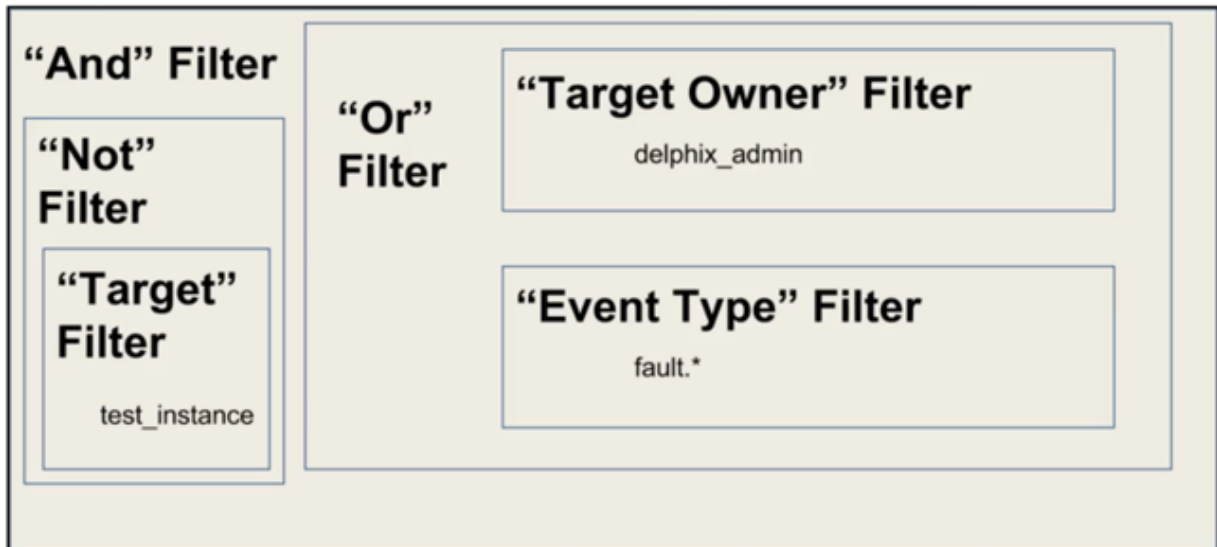 “And” Filter
“Not”
Filter
“Target”
Filter
test_instance
“Or”
Filter
“Target Owner” Filter
delphix_admin
“Event Type” Filter
fault.*